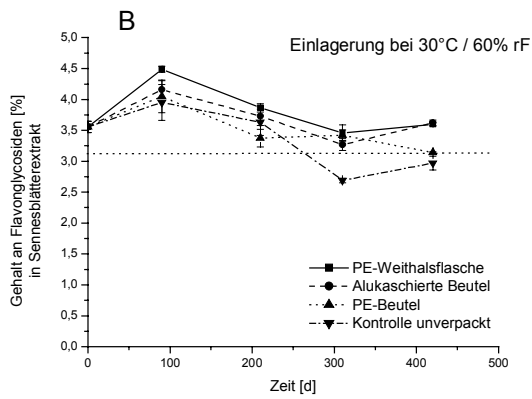 B
Einlagerung bei 30°C / 60% rF
Gehalt an Flavonglycosiden [%]
in Sennesblätterextrakt
5,0
4,5
4,0
3,5
3,0
2,5
2,0
1,5
1,0
0,5
0,0
PE-Weithalsflasche
Alukaschierte Beutel
PE-Beutel
Kontrolle unverpackt
0
100
200
300
400
500
Zeit [d]